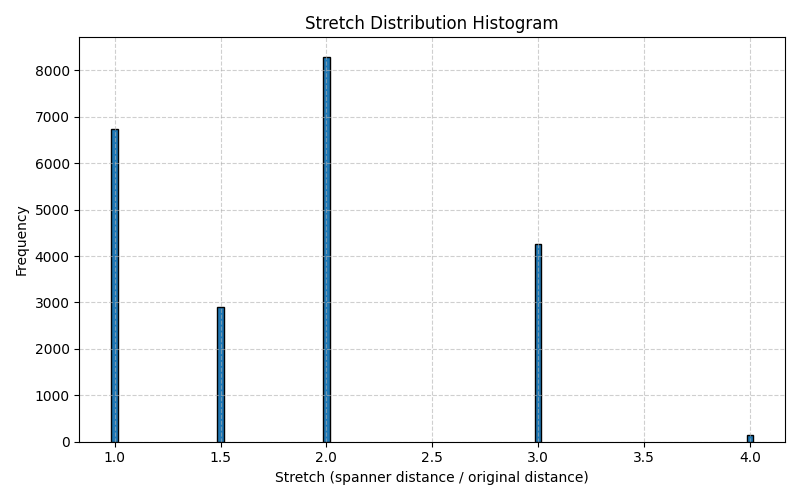 Stretch Distribution Histogram
8000
7000
6000
5000
4000
3000
2000
1000
0
Frequency
1.0 1.5 2.0 2.5 3.0 3.5 4.0
Stretch (spanner distance / original distance)